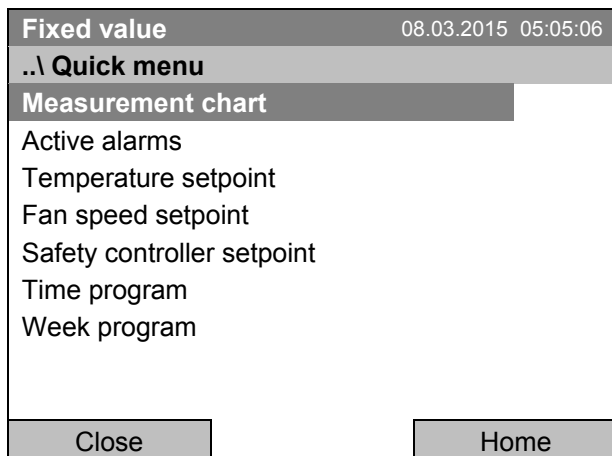 Fixed value 08.03.2015 05:05:06
..\ Quick menu
Measurement chart
Active alarms
Temperature setpoint
Fan speed setpoint
Safety controller setpoint
Time program
Week program
Close Home